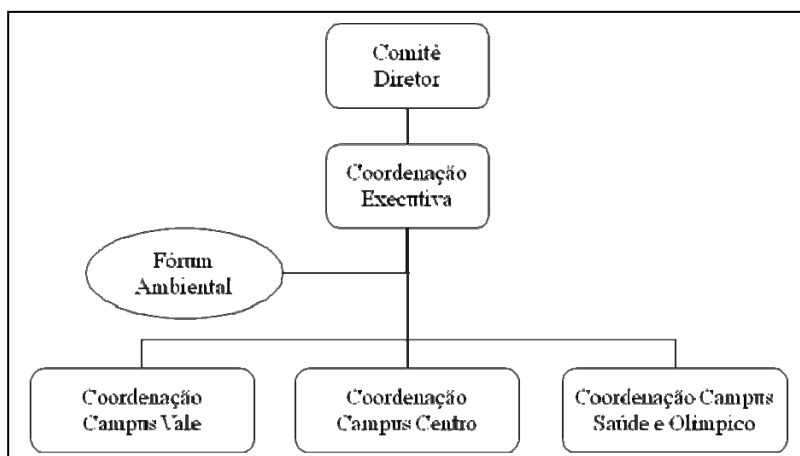 Comitê
Diretor
Coordenação
Executiva
Fórum
Ambiental
Coordenação
Campus Vale
Coordenação
Campus Centro
Coordenação Campus
Saúde e Olímpico